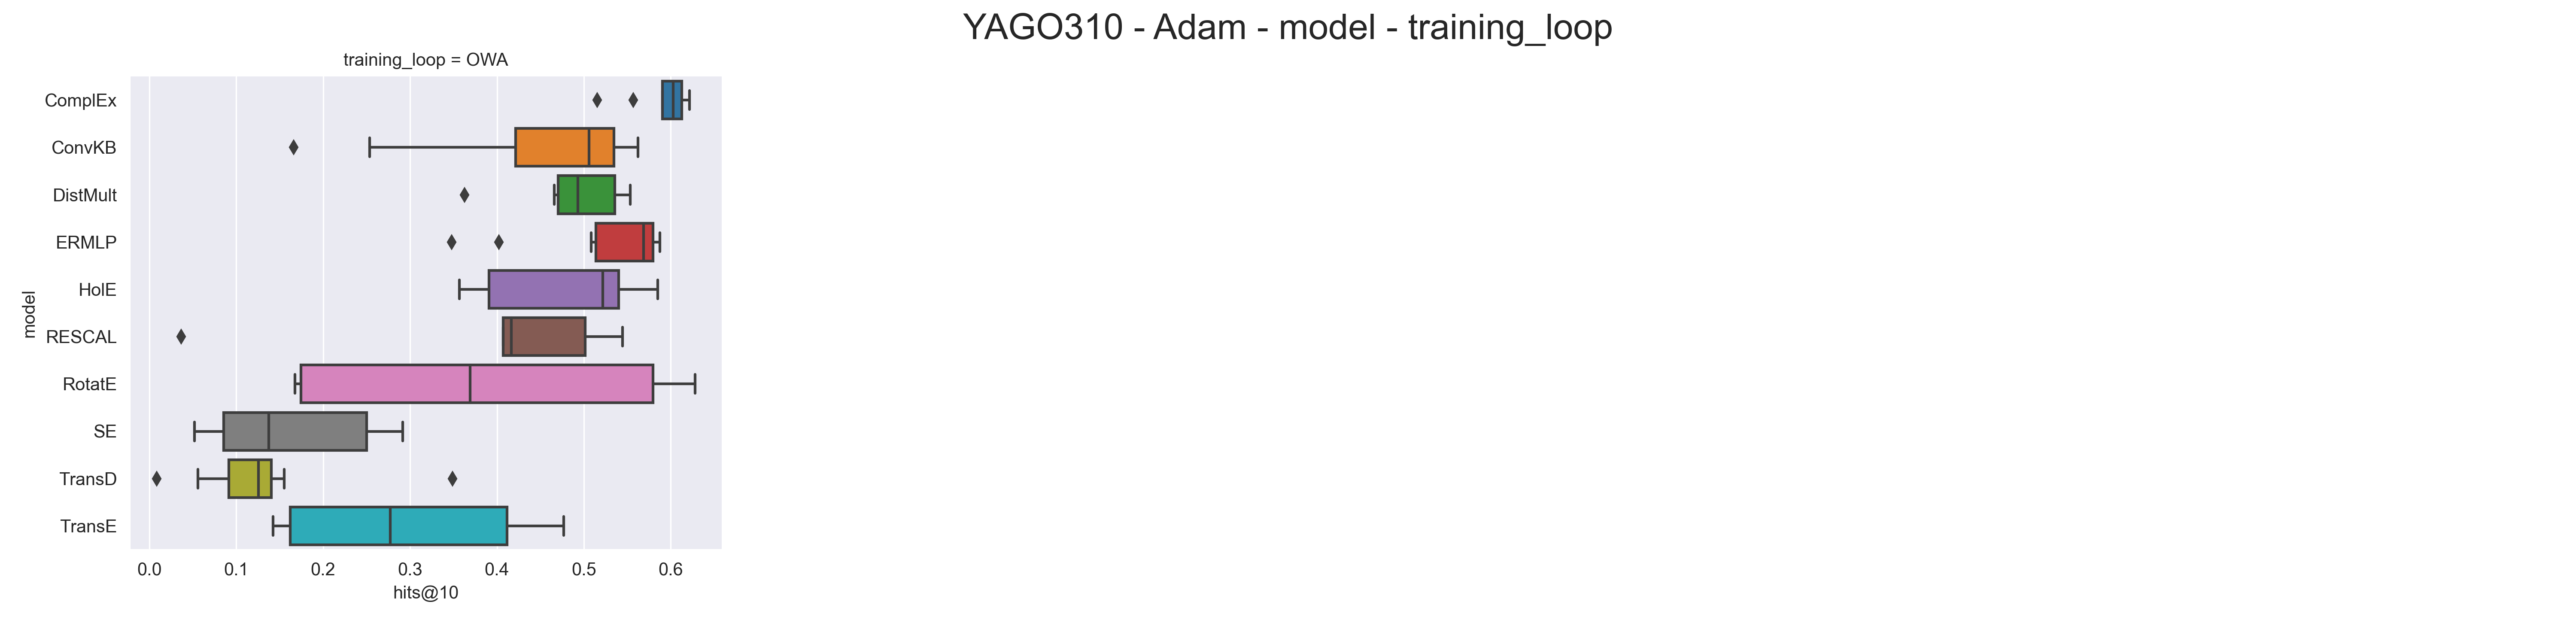 YAGO310 - Adam - model - training_loop
training_loop = OWA
model
ComplEx
ConvKB
DistMult
ERMLP
HolE
RESCAL
RotatE
SE
TransD
TransE
0.0 0.1 0.2 0.3 0.4 0.5 0.6
hits@10